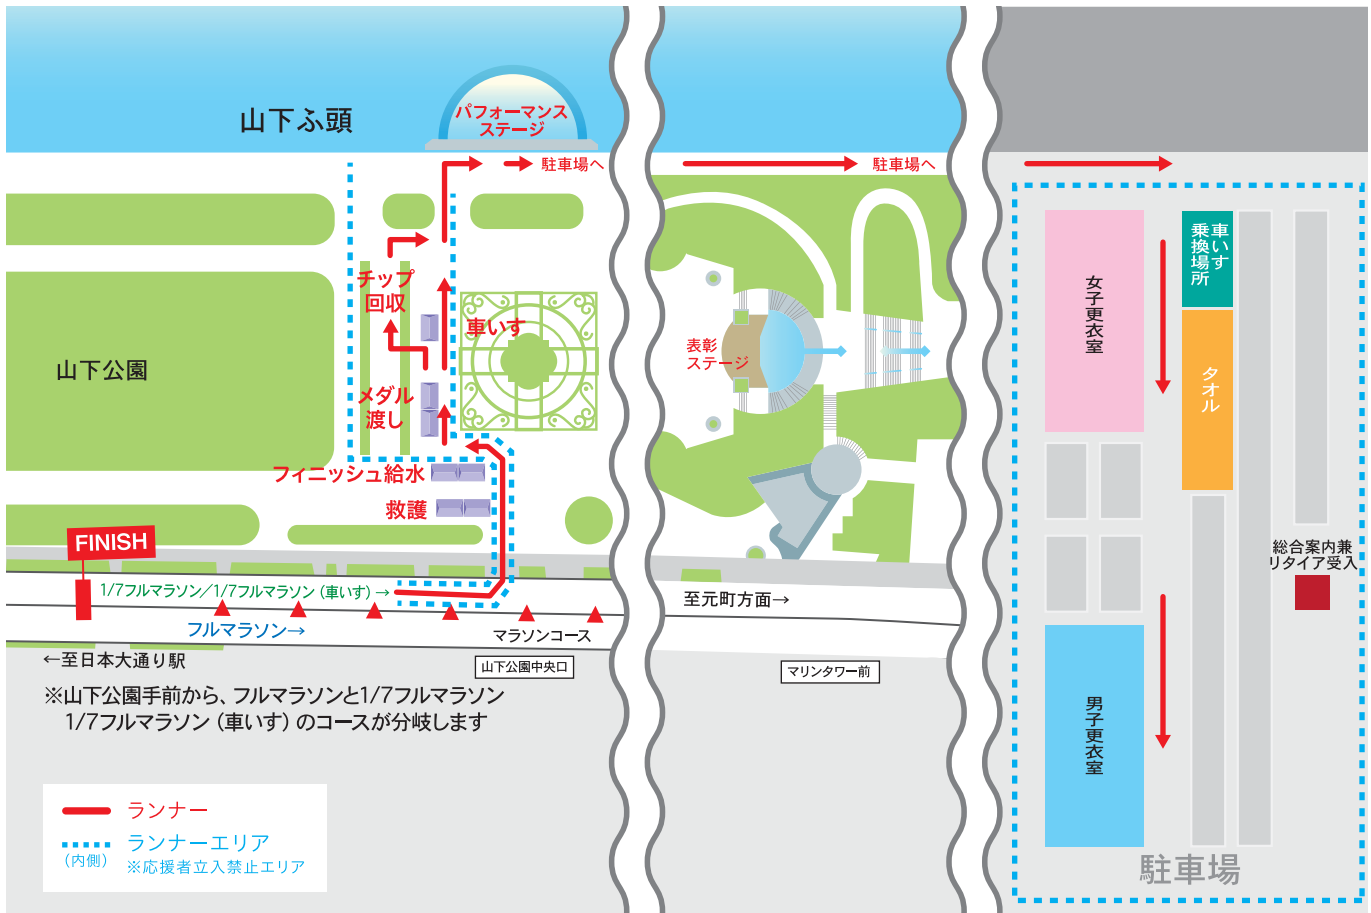 山下ふ頭
パフォーマンス
ステージ
駐車場へ
駐車場へ
チップ
回収
車いす
山下公園
メダル
渡し
フィニッシュ給水
救護
FINISH
1/7フルマラソン／1/7フルマラソン（車いす）→
フルマラソン→
マラソンコース
←至日本大通り駅
山下公園中央口
※山下公園手前から、フルマラソンと1/7フルマラソン
1/7フルマラソン（車いす）のコースが分岐します
ランナー
ランナーエリア
（内側）
※応援者立入禁止エリア
表彰
ステージ
至元町方面→
マリンタワー前
女子更衣室
車いす
乗換場所
タオル
総合案内兼
リタイア受入
男子更衣室
駐車場